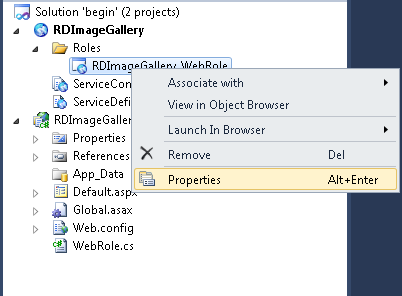 Solution 'begin' (2 projects)
RDImageGallery
Roles
RDImageGallery_WebRole
ServiceCon
ServiceDefi
RDImageGaller
Properties
References
App_Data
Default.aspx
Global.asax
Web.config
WebRole.cs
Associate with
View in Object Browser
Launch In Browser
Remove Del
Properties Alt+Enter